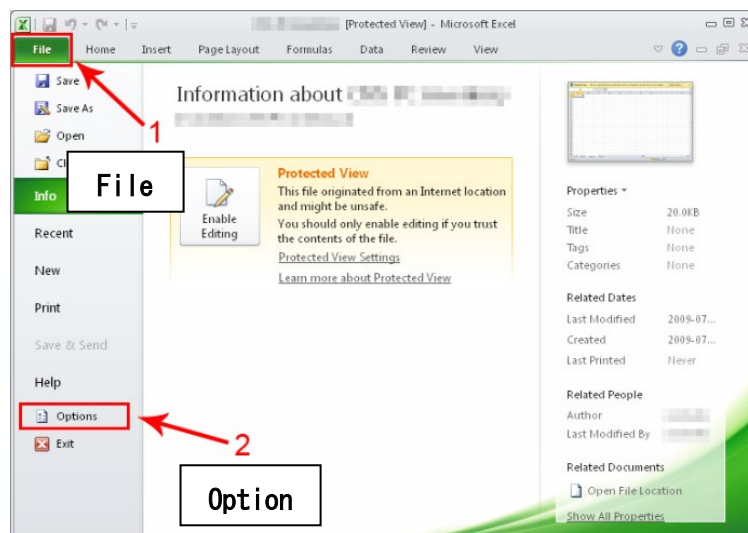 [Protected View] - Microsoft Excel
File Home Insert Page Layout Formulas Data Review View
Save
Save As
Open
File
Info
Recent
New
Print
Save & Send
Help
Options
Exit
1
2
Option
Information about
Enable
Editing
Protected View
This file originated from an Internet location
and might be unsafe.
You should only enable editing if you trust
the contents of the file.
Protected View Settings
Learn more about Protected View
Properties
Size 20.0KB
Title None
Tags None
Categories None
Related Dates
Last Modified 2009-07...
Created 2009-07...
Last Printed Never
Related People
Author
Last Modified By
Related Documents
Open File Location
Show All Properties